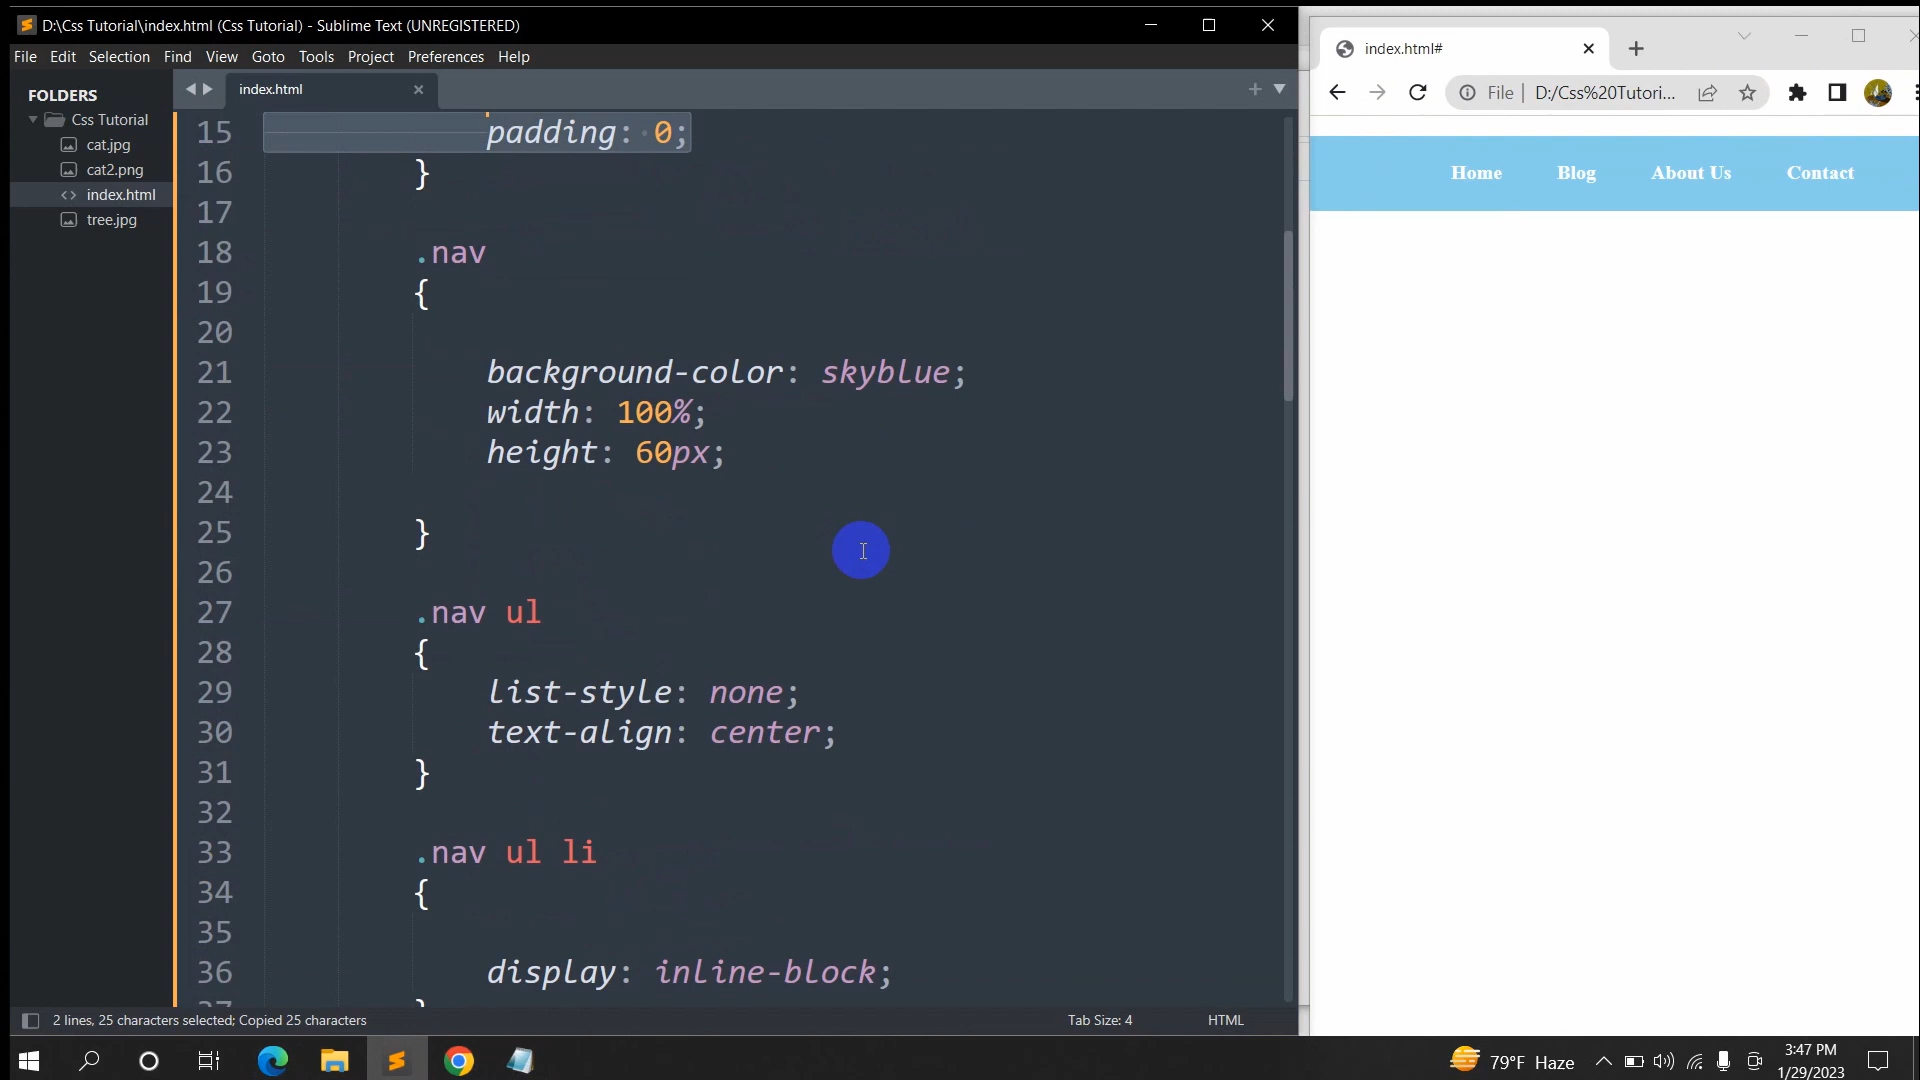 D:\Css Tutorial\index.html (Css Tutorial) - Sublime Text (UNREGISTERED)
File Edit Selection Find View Goto Tools Project Preferences Help
FOLDERS
Css Tutorial
cat.jpg
cat2.png
index.html
tree.jpg
index.html
15 padding: 0;
16 }
17
18 .nav
19 {
20
21 background-color: skyblue;
22 width: 100%;
23 height: 60px;
24
25 }
26
27 .nav ul
28 {
29 list-style: none;
30 text-align: center;
31 }
32
33 .nav ul li
34 {
35
36 display: inline-block;
37 }
2 lines, 25 characters selected; Copied 25 characters
Tab Size: 4
HTML
index.html#
File | D:/Css%20Tutori...
Home Blog About Us Contact
79°F Haze
3:47 PM
1/29/2023